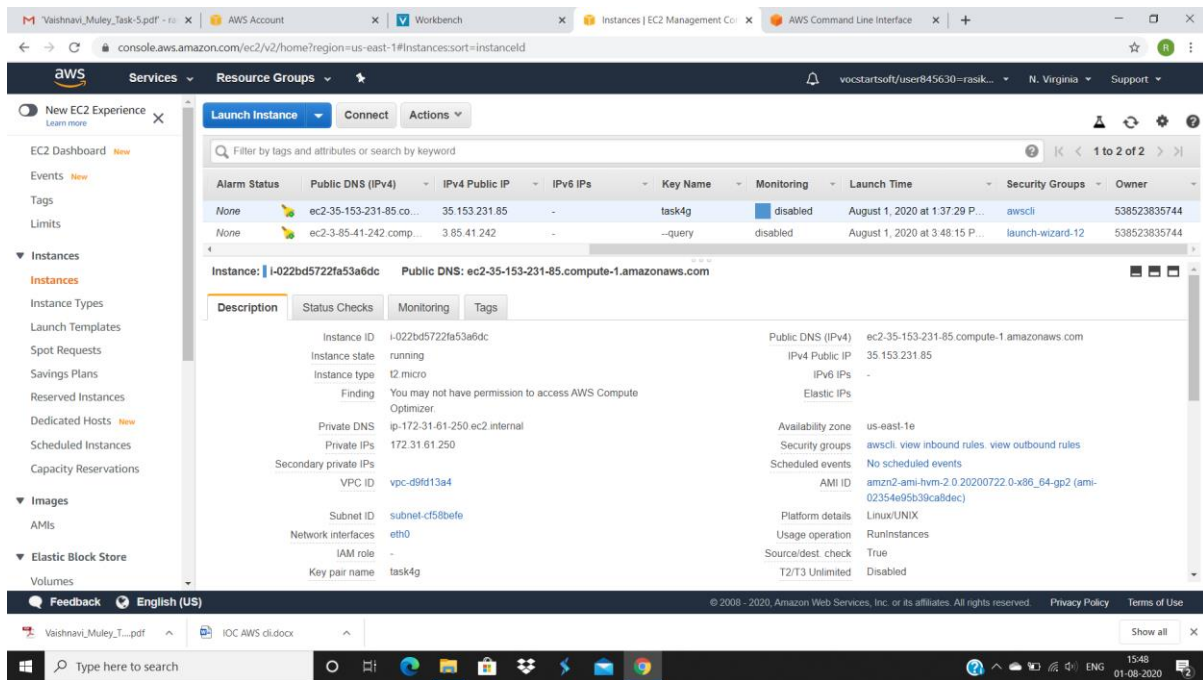 'Vaishnavi_Muley_Task-5.pdf' - ra
AWS Account
Workbench
Instances | EC2 Management Co
AWS Command Line Interface
console.aws.amazon.com/ec2/v2/home?region=us-east-1#Instances:sort=instanceId
R
aws Services Resource Groups vocstartsoft/user845630=rasik... N. Virginia Support
New EC2 Experience
Learn more
EC2 Dashboard New
Events New
Tags
Limits
Instances
Instances
Instance Types
Launch Templates
Spot Requests
Savings Plans
Reserved Instances
Dedicated Hosts New
Scheduled Instances
Capacity Reservations
Images
AMIs
Elastic Block Store
Volumes
Launch Instance Connect Actions
Filter by tags and attributes or search by keyword 1 to 2 of 2
Alarm Status Public DNS (IPv4) IPv4 Public IP IPv6 IPs Key Name Monitoring Launch Time Security Groups Owner
None ec2-35-153-231-85.co... 35.153.231.85 - task4g disabled August 1, 2020 at 1:37:29 P... awscli 538523835744
None ec2-3-85-41-242.comp... 3.85.41.242 - --query disabled August 1, 2020 at 3:48:15 P... launch-wizard-12 538523835744
Instance: i-022bd5722fa53a6dc Public DNS: ec2-35-153-231-85.compute-1.amazonaws.com
Description Status Checks Monitoring Tags
Instance ID i-022bd5722fa53a6dc
Instance state running
Instance type t2.micro
Finding You may not have permission to access AWS Compute
Optimizer.
Private DNS ip-172-31-61-250.ec2.internal
Private IPs 172.31.61.250
Secondary private IPs
VPC ID vpc-d9fd13a4
Subnet ID subnet-cf58befe
Network interfaces eth0
IAM role -
Key pair name task4g
Public DNS (IPv4) ec2-35-153-231-85.compute-1.amazonaws.com
IPv4 Public IP 35.153.231.85
IPv6 IPs -
Elastic IPs
Availability zone us-east-1e
Security groups awscli. view inbound rules. view outbound rules
Scheduled events No scheduled events
AMI ID amzn2-ami-hvm-2.0.20200722.0-x86_64-gp2 (ami-
02354e95b39ca8dec)
Platform details Linux/UNIX
Usage operation RunInstances
Source/dest. check True
T2/T3 Unlimited Disabled
Feedback English (US) © 2008 - 2020, Amazon Web Services, Inc. or its affiliates. All rights reserved. Privacy Policy Terms of Use
Vaishnavi_Muley_T....pdf IOC AWS cli.docx Show all
Type here to search ENG
15:48
01-08-2020
2